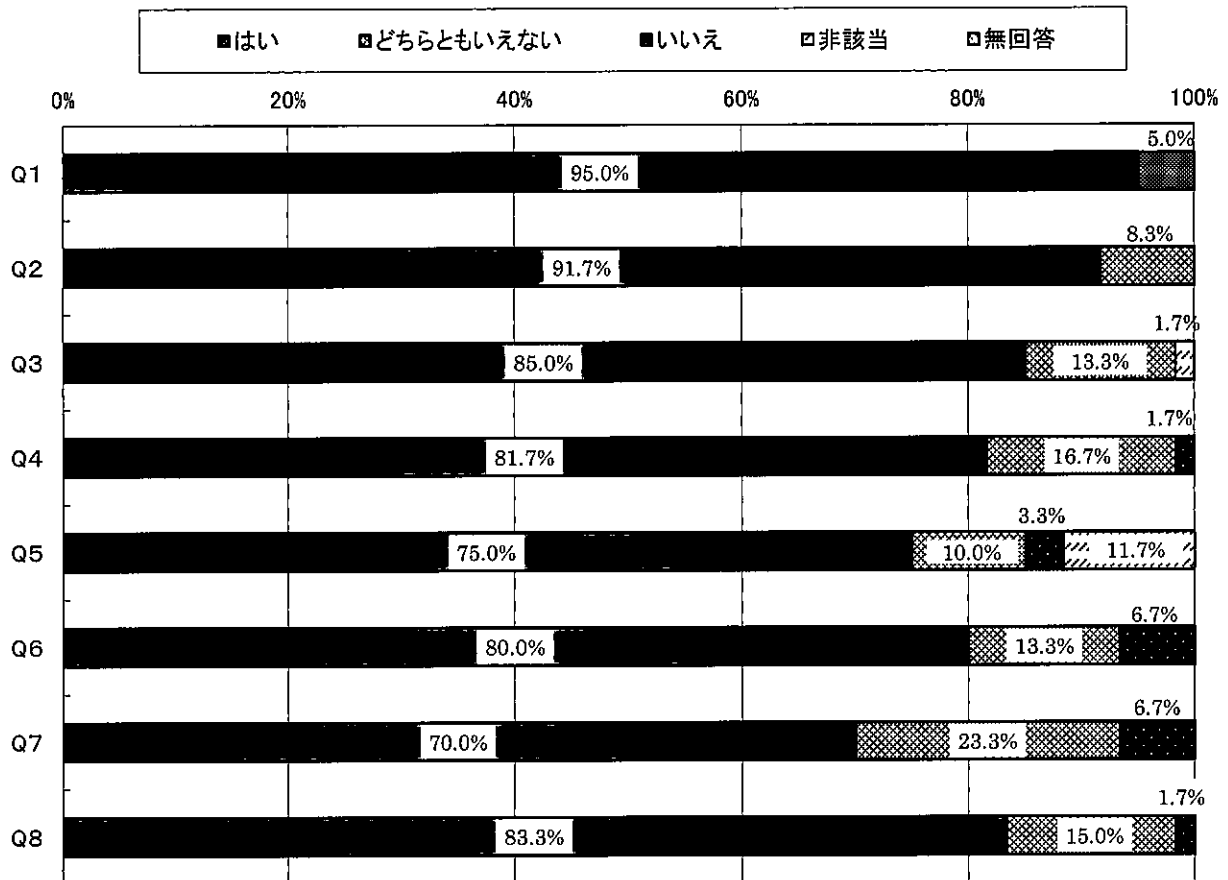 ■はい ▩どちらともいえない ■いいえ ▨非該当 ▨無回答
0% 20% 40% 60% 80% 100%
5.0%
Q1 95.0%
8.3%
Q2 91.7%
1.7%
Q3 85.0% 13.3%
1.7%
Q4 81.7% 16.7%
3.3%
Q5 75.0% 10.0% 11.7%
6.7%
Q6 80.0% 13.3%
6.7%
Q7 70.0% 23.3%
1.7%
Q8 83.3% 15.0%